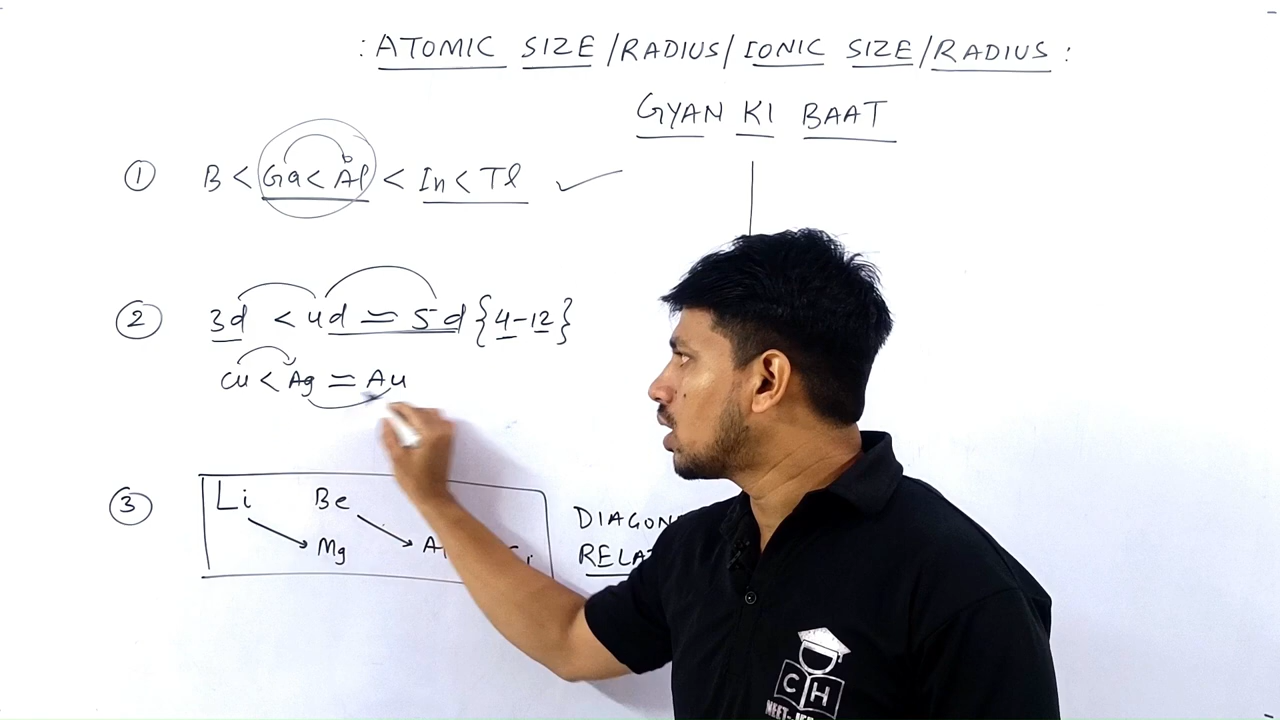 : ATOMIC SIZE /RADIUS/ IONIC SIZE/RADIUS :
GYAN KI BAAT
① B < Ga < Al < In < Tl ✓
② 3d < 4d = 5d {4-12}
Cu < Ag = Au
③ Li Be
Mg
C H